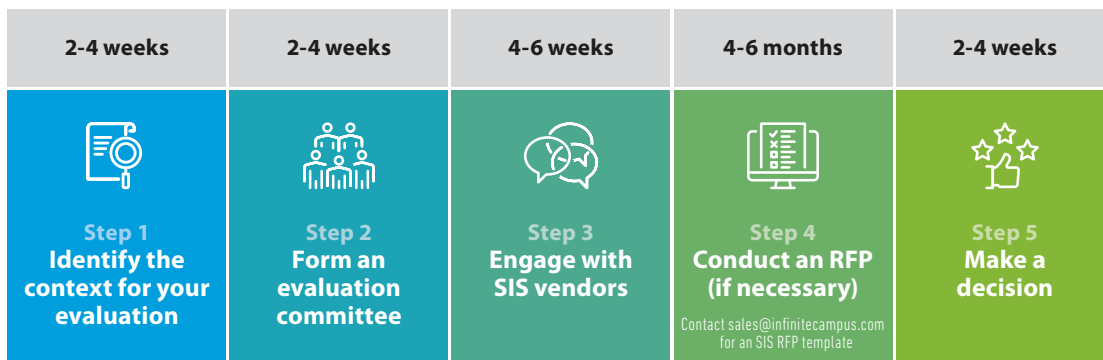 2-4 weeks
2-4 weeks
4-6 weeks
4-6 months
2-4 weeks
Step 1
Identify the
context for your
evaluation
Step 2
Form an
evaluation
committee
Step 3
Engage with
SIS vendors
Step 4
Conduct an RFP
(if necessary)
Contact sales@infinitecampus.com
for an SIS RFP template
Step 5
Make a
decision